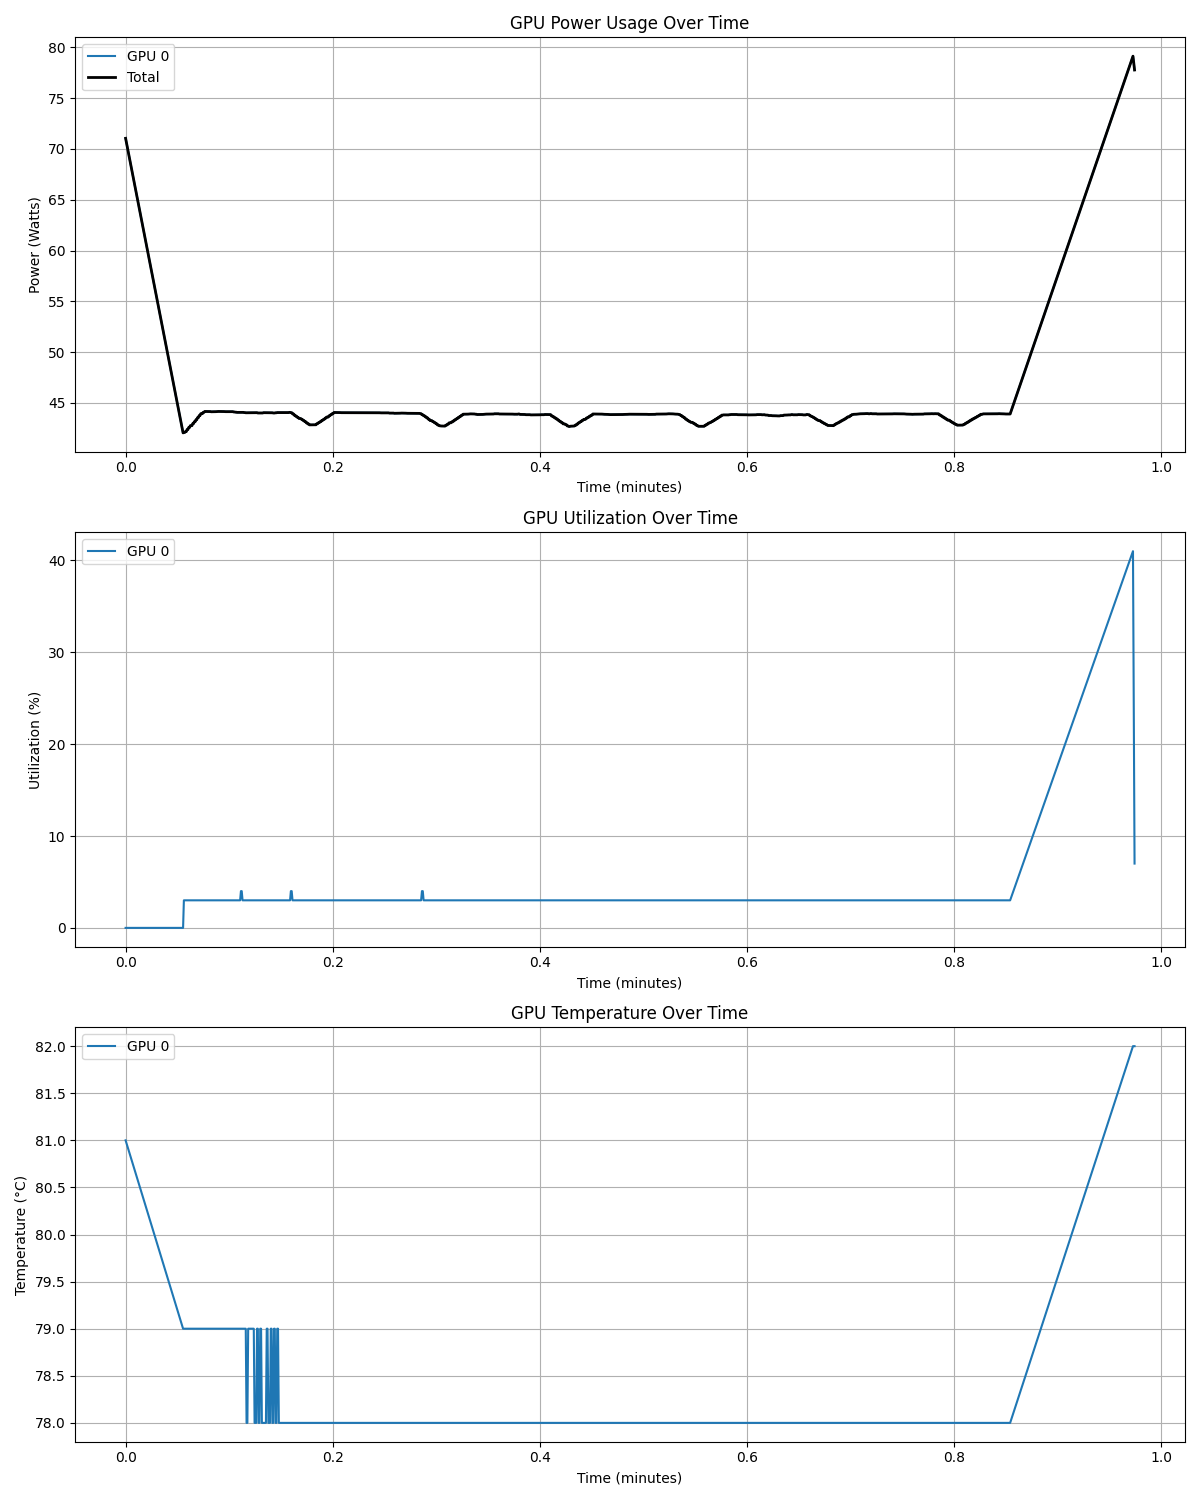 GPU Power Usage Over Time
GPU 0
Total
80
75
70
65
60
55
50
45
Power (Watts)
0.0 0.2 0.4 0.6 0.8 1.0
Time (minutes)
GPU Utilization Over Time
GPU 0
40
30
20
10
0
Utilization (%)
0.0 0.2 0.4 0.6 0.8 1.0
Time (minutes)
GPU Temperature Over Time
GPU 0
82.0
81.5
81.0
80.5
80.0
79.5
79.0
78.5
78.0
Temperature (°C)
0.0 0.2 0.4 0.6 0.8 1.0
Time (minutes)